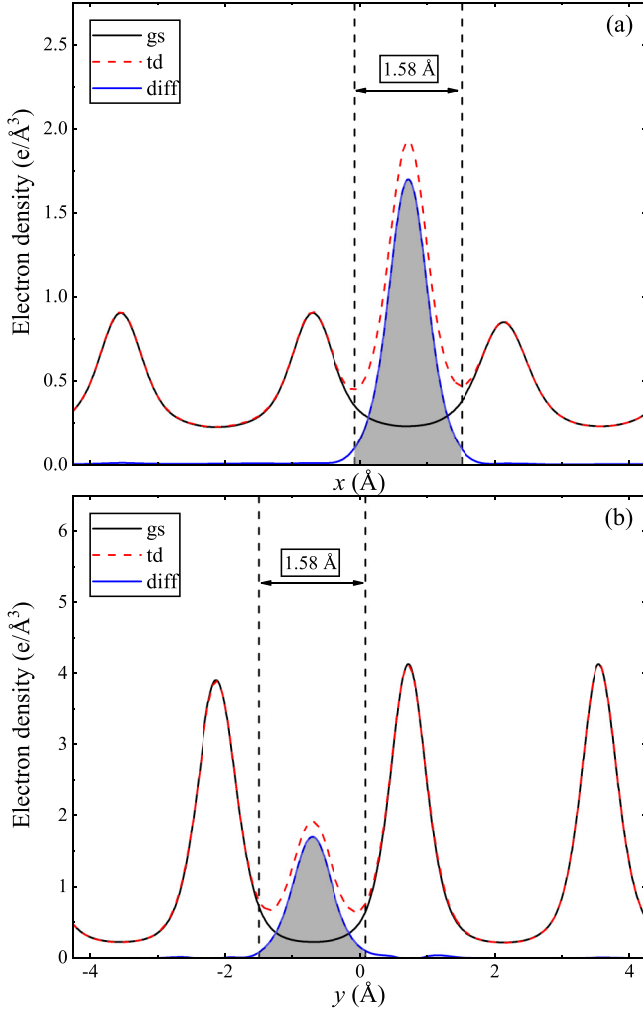 (a)
gs
td
diff
1.58 Å
2.5
2.0
1.5
1.0
0.5
0.0
Electron density (e/Å³)
x (Å)
(b)
gs
td
diff
1.58 Å
6
5
4
3
2
1
0
Electron density (e/Å³)
-4 -2 0 2 4
y (Å)